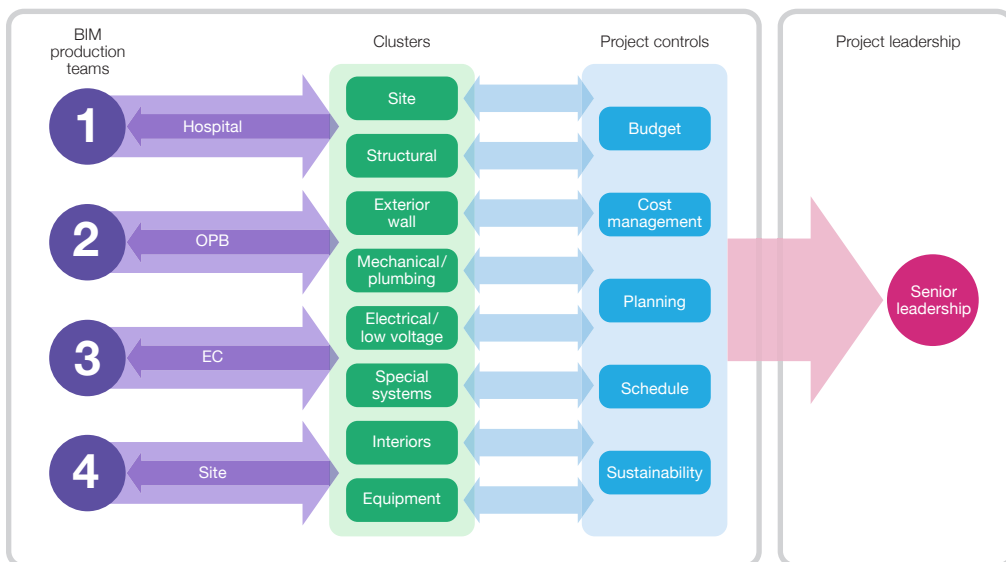 BIM
production
teams
Clusters
Project controls
Project leadership
1
Hospital
2
OPB
3
EC
4
Site
Site
Structural
Exterior
wall
Mechanical/
plumbing
Electrical/
low voltage
Special
systems
Interiors
Equipment
Budget
Cost
management
Planning
Schedule
Sustainability
Senior
leadership